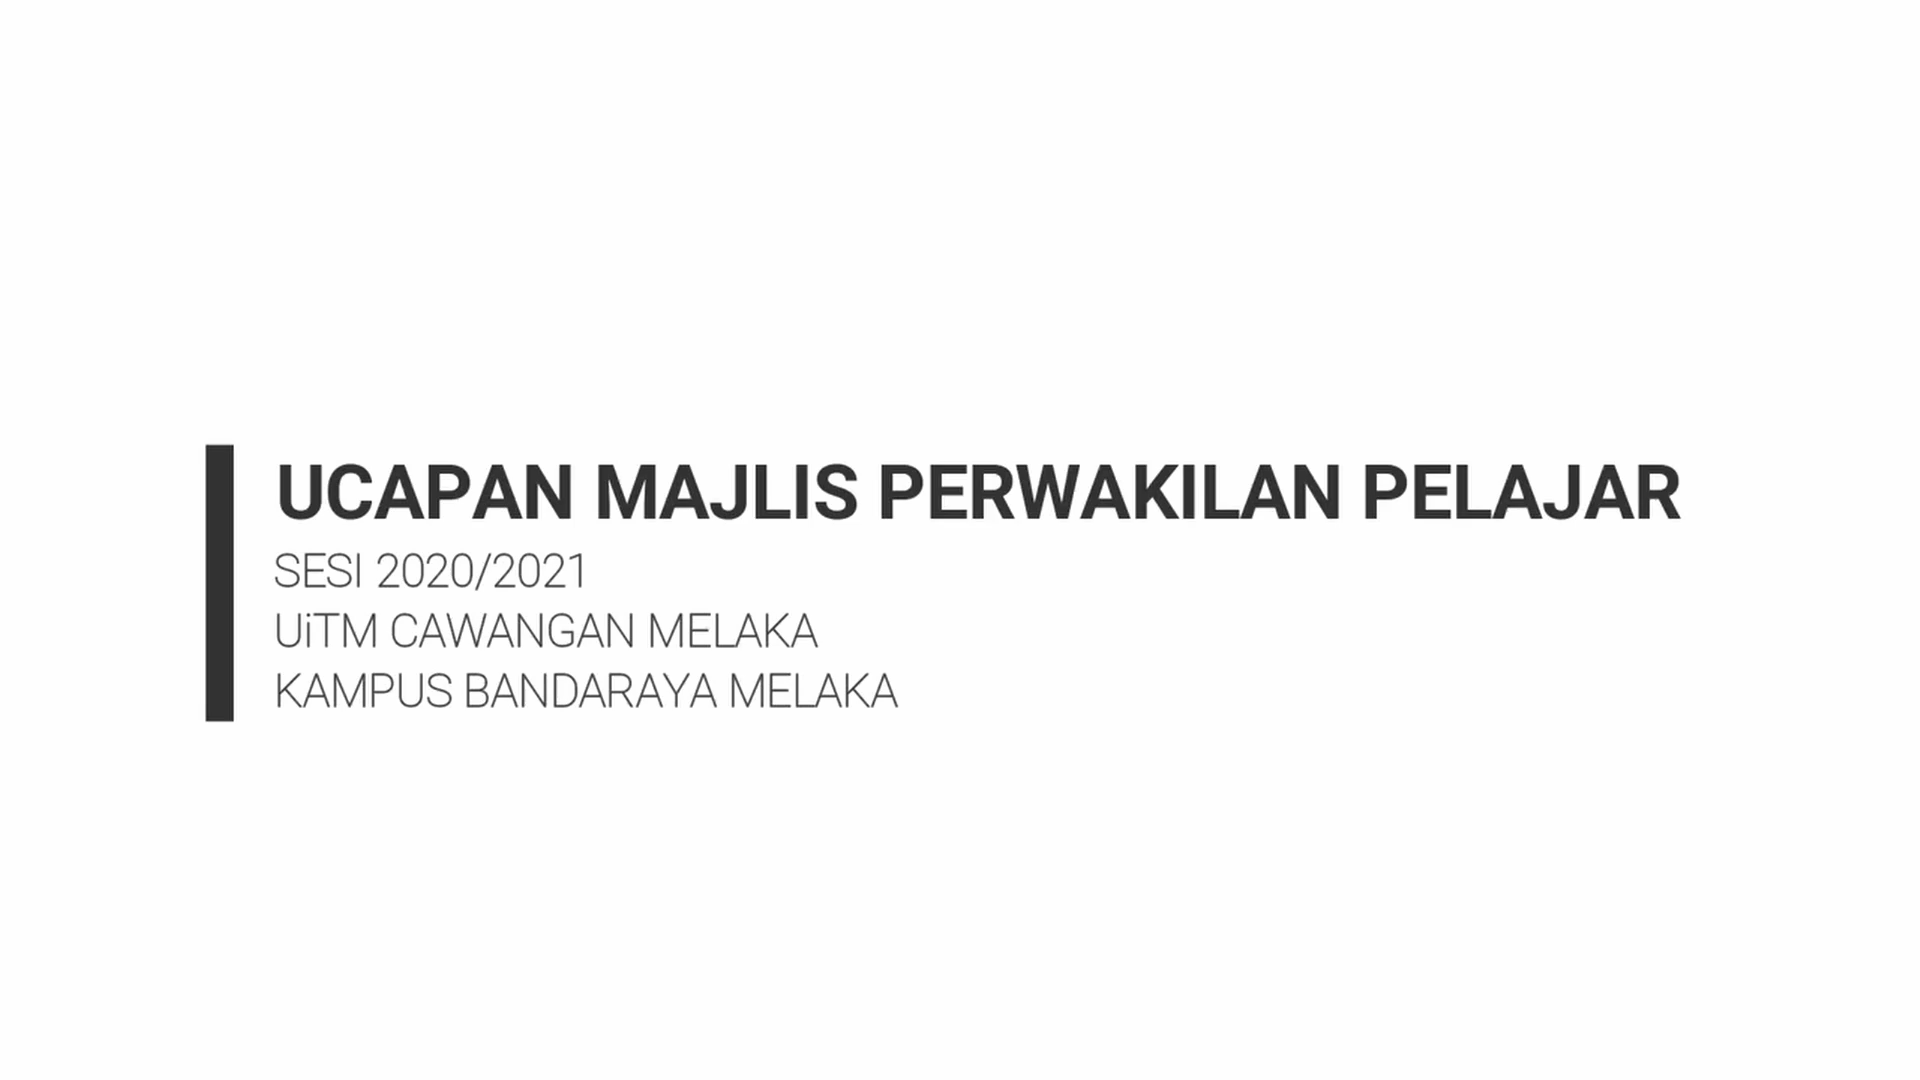 UCAPAN MAJLIS PERWAKILAN PELAJAR
SESI 2020/2021
UiTM CAWANGAN MELAKA
KAMPUS BANDARAYA MELAKA